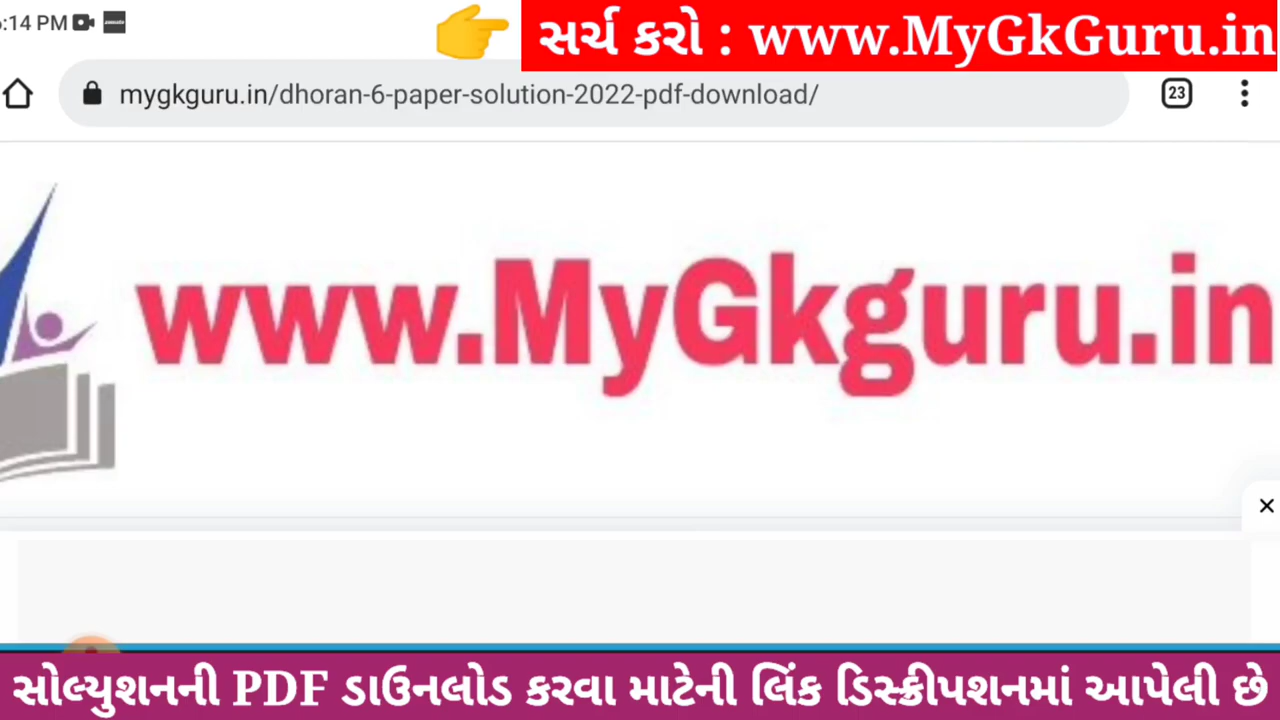 :14 PM
સર્ચ કરો : www.MyGkGuru.in
mygkguru.in/dhoran-6-paper-solution-2022-pdf-download/
23
www.MyGkguru.in
સોલ્યુશનની PDF ડાઉનલોડ કરવા માટેની લિંક ડિસ્ક્રીપશનમાં આપેલી છે